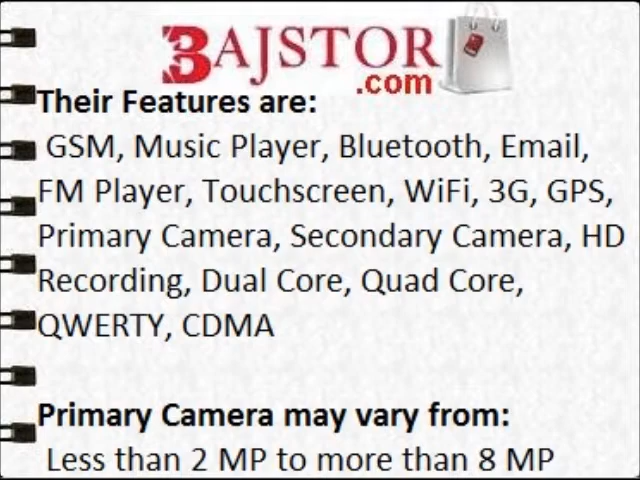 BAJSTOR
.com
Their Features are:
GSM, Music Player, Bluetooth, Email,
FM Player, Touchscreen, WiFi, 3G, GPS,
Primary Camera, Secondary Camera, HD
Recording, Dual Core, Quad Core,
QWERTY, CDMA
Primary Camera may vary from:
Less than 2 MP to more than 8 MP